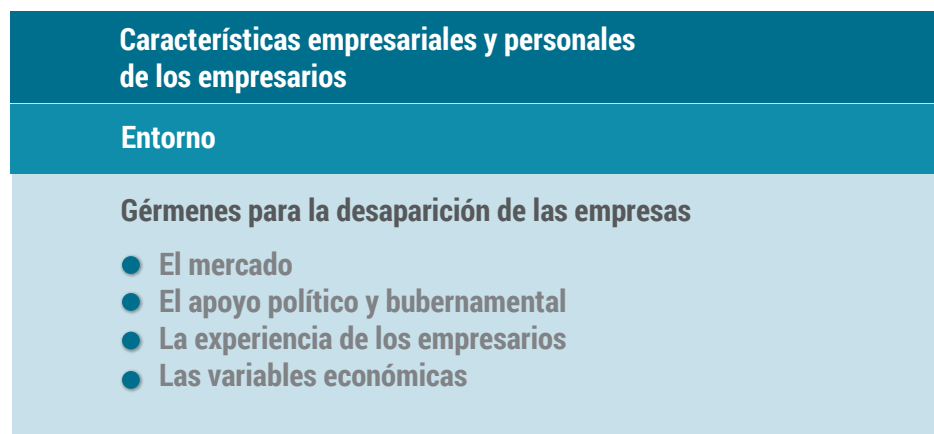 Características empresariales y personales
de los empresarios
Entorno
Gérmenes para la desaparición de las empresas
El mercado
El apoyo político y bubernamental
La experiencia de los empresarios
Las variables económicas